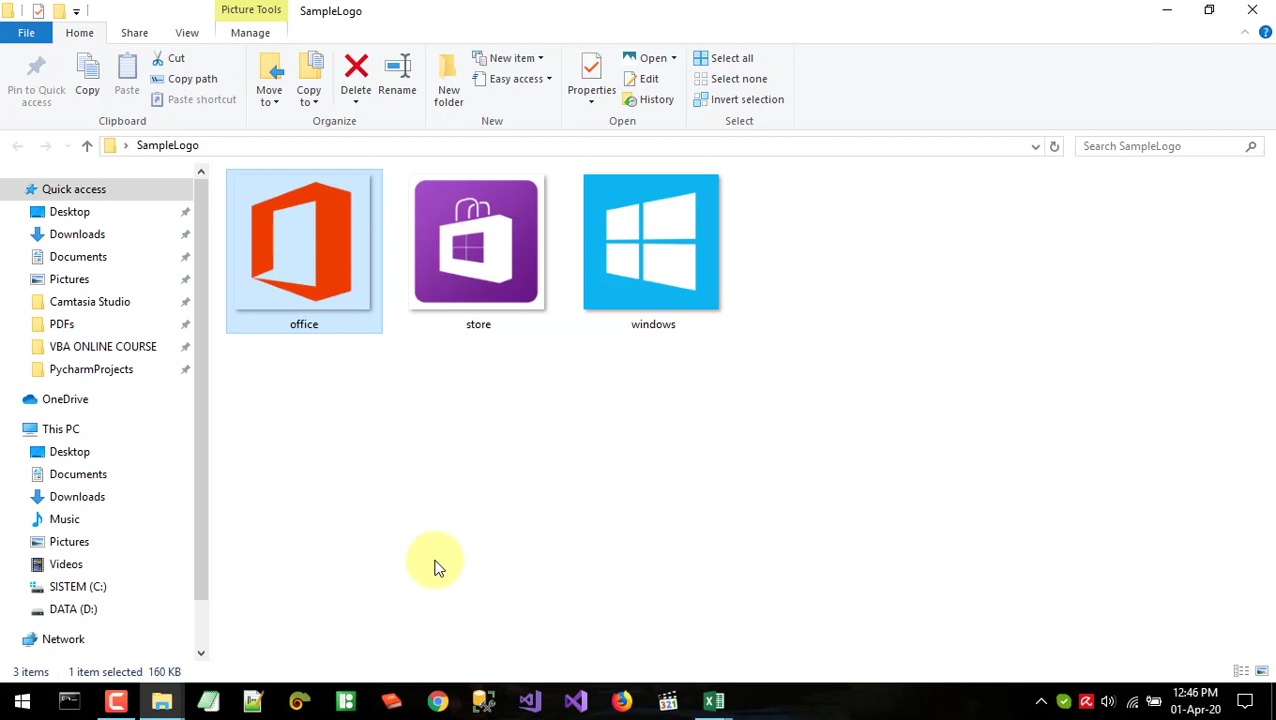 Picture Tools
SampleLogo
File
Home
Share
View
Manage
Pin to Quick access
Copy
Paste
Cut
Copy path
Paste shortcut
Clipboard
Move to
Copy to
Delete
Rename
Organize
New folder
New item
Easy access
New
Properties
Open
Edit
History
Open
Select all
Select none
Invert selection
Select
SampleLogo
Search SampleLogo
Quick access
Desktop
Downloads
Documents
Pictures
Camtasia Studio
PDFs
VBA ONLINE COURSE
PycharmProjects
OneDrive
This PC
Desktop
Documents
Downloads
Music
Pictures
Videos
SISTEM (C:)
DATA (D:)
Network
office
store
windows
3 items
1 item selected 160 KB
321
12:46 PM
01-Apr-20